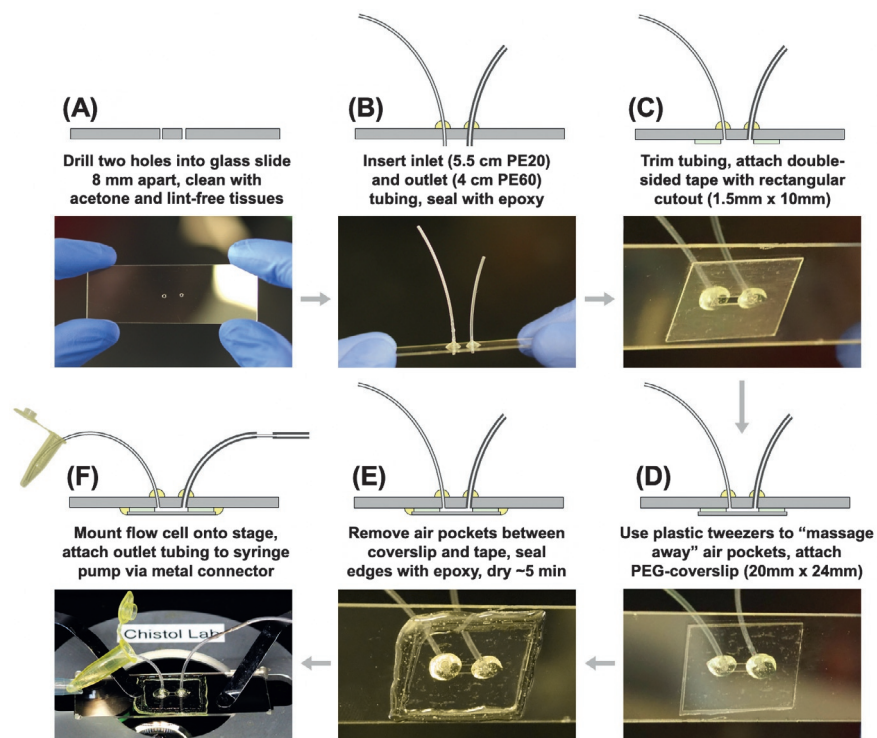 (A)
Drill two holes into glass slide
8 mm apart, clean with
acetone and lint-free tissues
(B)
Insert inlet (5.5 cm PE20)
and outlet (4 cm PE60)
tubing, seal with epoxy
(C)
Trim tubing, attach double-
sided tape with rectangular
cutout (1.5mm x 10mm)
(D)
Use plastic tweezers to “massage
away” air pockets, attach
PEG-coverslip (20mm x 24mm)
(E)
Remove air pockets between
coverslip and tape, seal
edges with epoxy, dry ~5 min
(F)
Mount flow cell onto stage,
attach outlet tubing to syringe
pump via metal connector
Chistol Lab